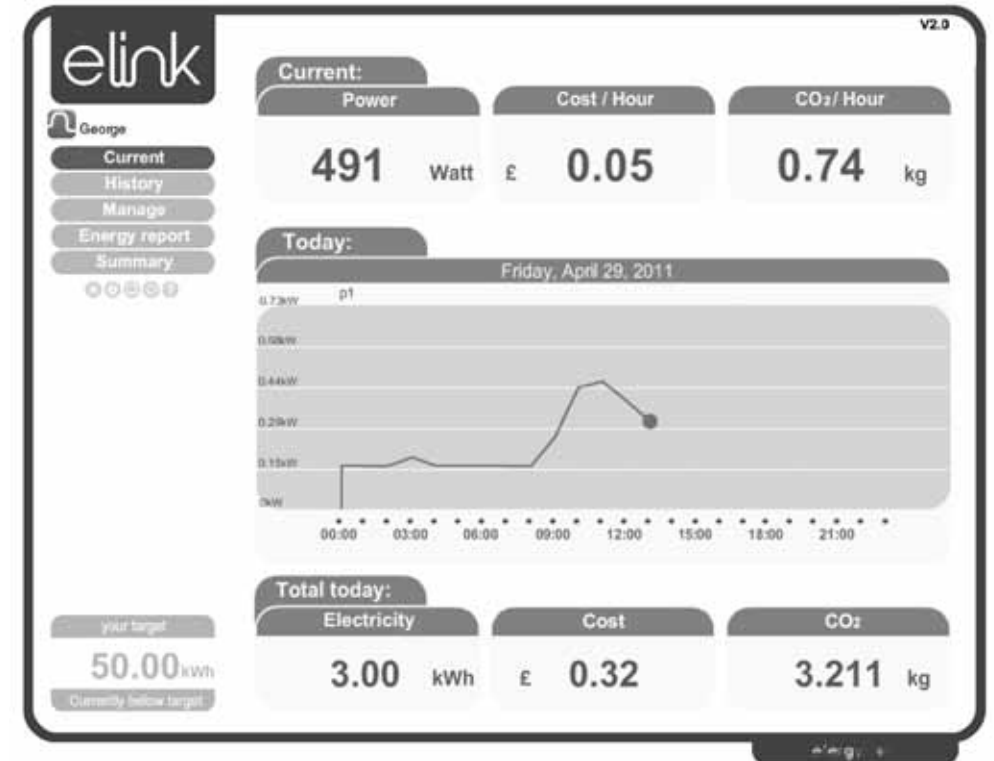 V2.0
elink
George
Current
History
Manage
Energy report
Summary
Current:
Power
Cost / Hour
CO₂/ Hour
491 Watt
£ 0.05
0.74 kg
Today:
Friday, April 29, 2011
p1
0.73kW
0.58kW
0.44kW
0.29kW
0.15kW
0kW
00:00 03:00 06:00 09:00 12:00 15:00 18:00 21:00
Total today:
Electricity
Cost
CO₂
3.00 kWh
£ 0.32
3.211 kg
your target
50.00 kWh
Currently below target